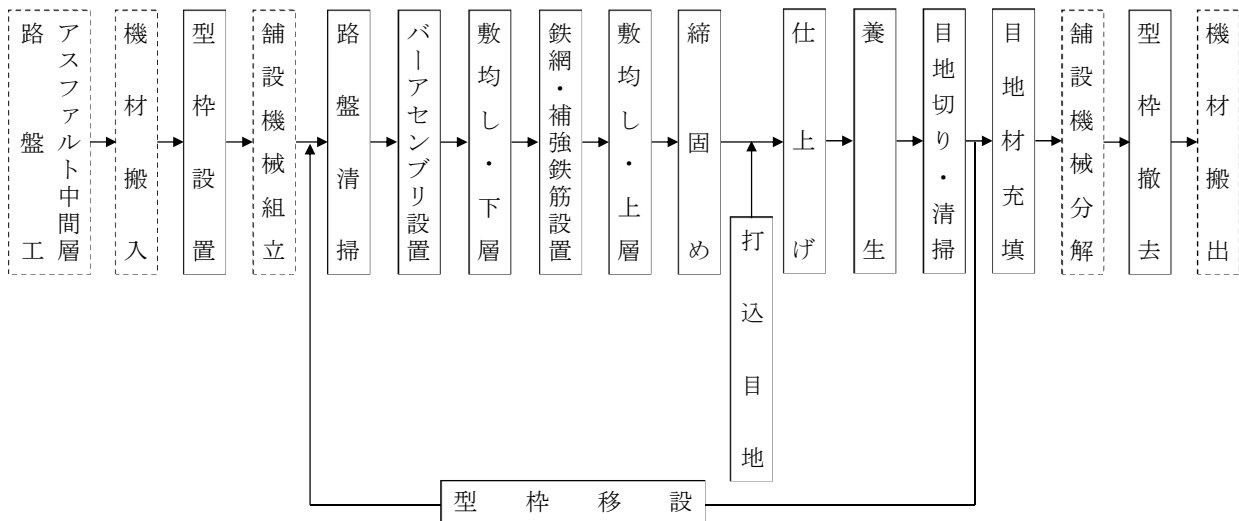 路盤工
アスファルト中間層
機材搬入
型枠設置
舗設機械組立
路盤清掃
バーアセンブリ設置
敷均し・下層
鉄網・補強鉄筋設置
敷均し・上層
締固め
打込目地
仕上げ
養生
目地切り・清掃
目地材充填
舗設機械分解
型枠撤去
機材搬出
型枠移設